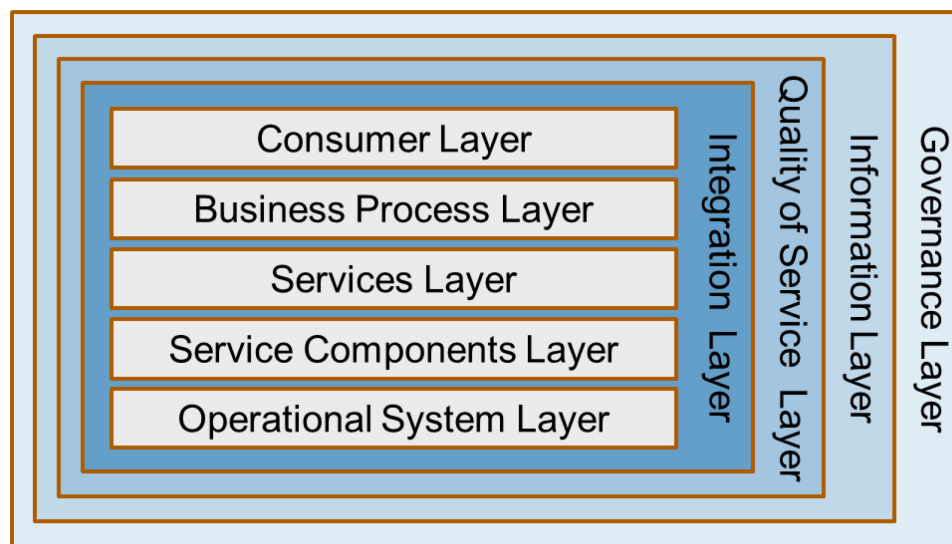 Consumer Layer
Business Process Layer
Services Layer
Service Components Layer
Operational System Layer
Integration Layer
Quality of Service Layer
Information Layer
Governance Layer